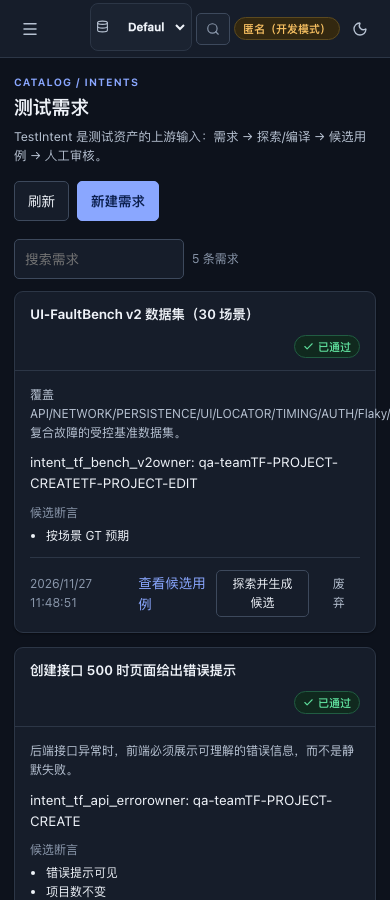 Defaul
匿名（开发模式）
CATALOG / INTENTS
测试需求
TestIntent 是测试资产的上游输入：需求 → 探索/编译 → 候选用
例 → 人工审核。
刷新
新建需求
搜索需求
5 条需求
UI-FaultBench v2 数据集（30 场景）
已通过
覆盖
API/NETWORK/PERSISTENCE/UI/LOCATOR/TIMING/AUTH/Flaky/
复合故障的受控基准数据集。
intent_tf_bench_v2owner: qa-teamTF-PROJECT-
CREATETF-PROJECT-EDIT
候选断言
• 按场景 GT 预期
2026/11/27
11:48:51
查看候选用
例
探索并生成
候选
废
弃
创建接口 500 时页面给出错误提示
已通过
后端接口异常时，前端必须展示可理解的错误信息，而不是静
默失败。
intent_tf_api_errorowner: qa-teamTF-PROJECT-
CREATE
候选断言
• 错误提示可见
• 项目数不变